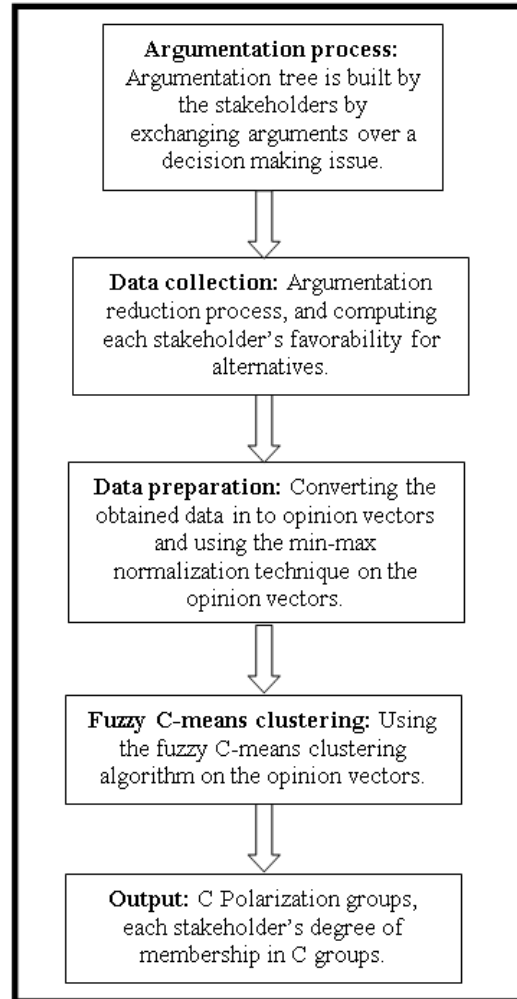 Argumentation process:
Argumentation tree is built by
the stakeholders by
exchanging arguments over a
decision making issue.
Data collection: Argumentation
reduction process, and computing
each stakeholder's favorability for
alternatives.
Data preparation: Converting the
obtained data in to opinion vectors
and using the min-max
normalization technique on the
opinion vectors.
Fuzzy C-means clustering: Using
the fuzzy C-means clustering
algorithm on the opinion vectors.
Output: C Polarization groups,
each stakeholder's degree of
membership in C groups.